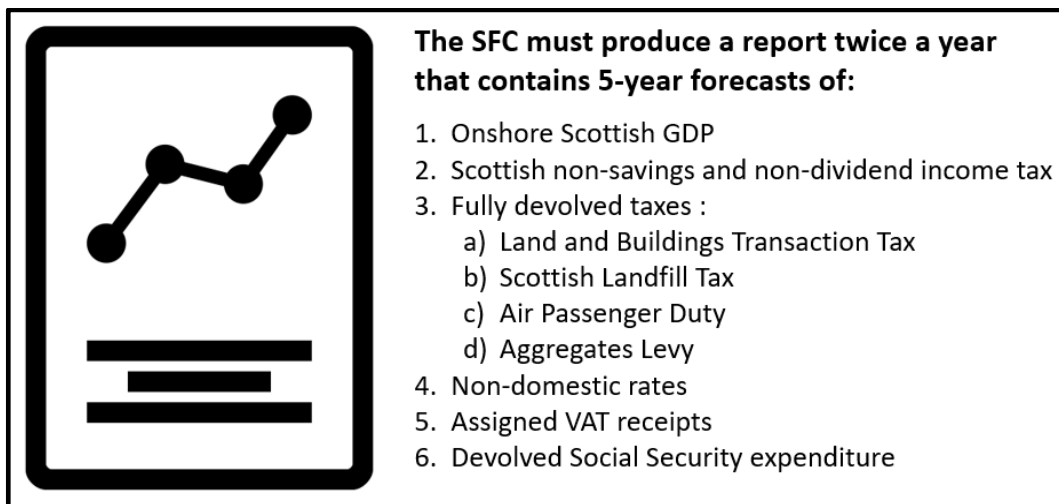 The SFC must produce a report twice a year
that contains 5-year forecasts of:
1. Onshore Scottish GDP
2. Scottish non-savings and non-dividend income tax
3. Fully devolved taxes :
a) Land and Buildings Transaction Tax
b) Scottish Landfill Tax
c) Air Passenger Duty
d) Aggregates Levy
4. Non-domestic rates
5. Assigned VAT receipts
6. Devolved Social Security expenditure